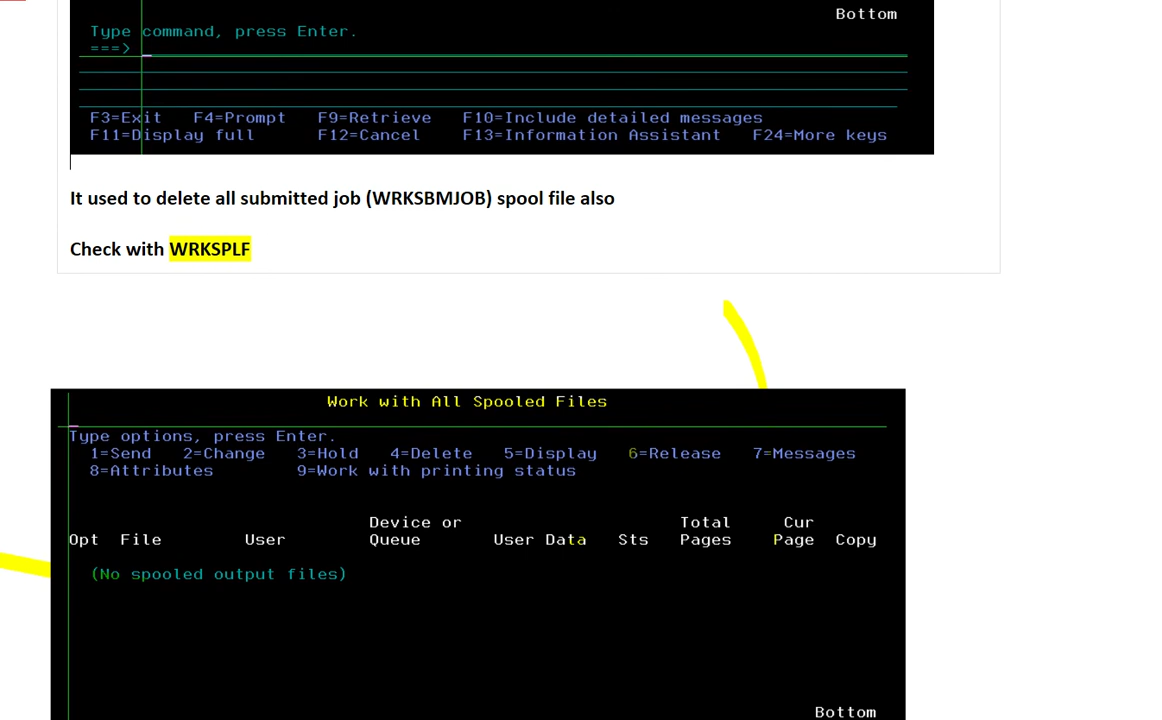 Bottom
Type command, press Enter.
===>
F3=Exit F4=Prompt F9=Retrieve F10=Include detailed messages
F11=Display full F12=Cancel F13=Information Assistant F24=More keys
It used to delete all submitted job (WRKSBMJOB) spool file also
Check with WRKSPLF
Work with All Spooled Files
Type options, press Enter.
1=Send 2=Change 3=Hold 4=Delete 5=Display 6=Release 7=Messages
8=Attributes 9=Work with printing status
Device or Total Cur
Opt File User Queue User Data Sts Pages Page Copy
(No spooled output files)
Bottom